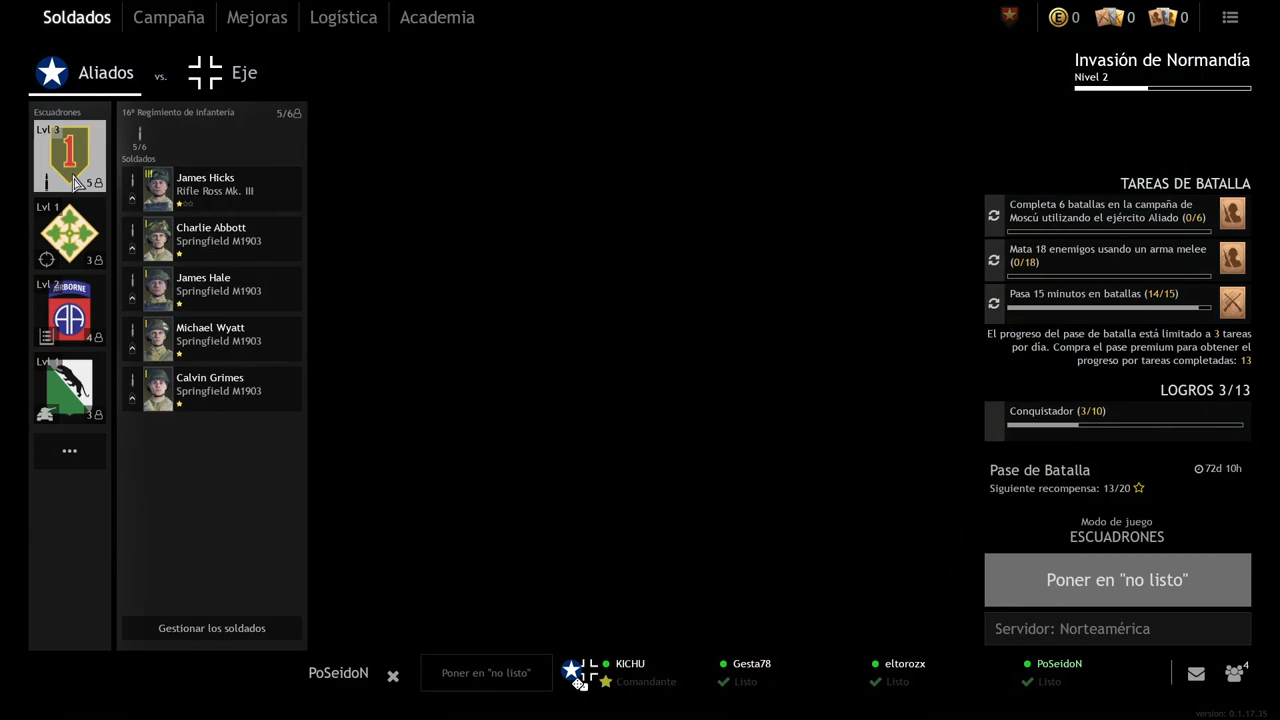 Soldados
Campaña
Mejoras
Logística
Academia
0
0
0
Aliados
vs.
Eje
Invasión de Normandía
Nivel 2
Escuadrones
Lvl 3
1
5
Lvl 1
3
Lvl 2
AIRBORNE
AA
4
3
16º Regimiento de Infantería
5/6
5/6
Soldados
James Hicks
Rifle Ross Mk. III
Charlie Abbott
Springfield M1903
James Hale
Springfield M1903
Michael Wyatt
Springfield M1903
Calvin Grimes
Springfield M1903
Gestionar los soldados
TAREAS DE BATALLA
Completa 6 batallas en la campaña de
Moscú utilizando el ejército Aliado (0/6)
Mata 18 enemigos usando un arma melee
(0/18)
Pasa 15 minutos en batallas (14/15)
El progreso del pase de batalla está limitado a 3 tareas
por día. Compra el pase premium para obtener el
progreso por tareas completadas: 13
LOGROS 3/13
Conquistador (3/10)
Pase de Batalla
72d 10h
Siguiente recompensa: 13/20
Modo de juego
ESCUADRONES
Poner en "no listo"
Servidor: Norteamérica
PoSeidoN
Poner en "no listo"
KICHU
Comandante
Gesta78
Listo
eltorozx
Listo
PoSeidoN
Listo
4
version: 0.1.17.35